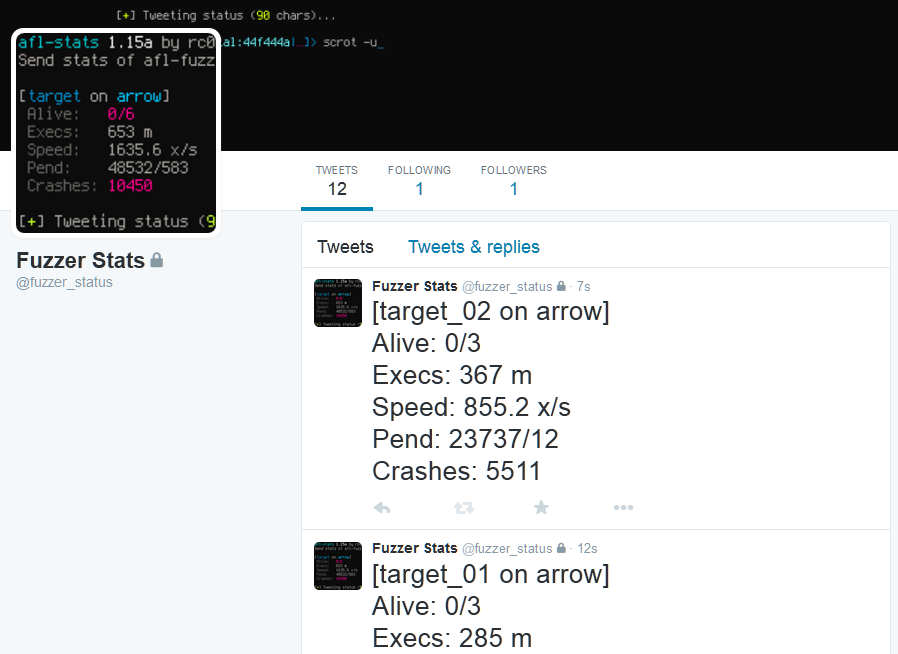 [+] Tweeting status (90 chars)...
afl-stats 1.15a by rc0
Send stats of afl-fuzz
[target on arrow]
Alive: 0/6
Execs: 653 m
Speed: 1635.6 x/s
Pend: 48532/583
Crashes: 10450
[+] Tweeting status (9
al:44f444a(…)> scrot -u_
TWEETS
12
FOLLOWING
1
FOLLOWERS
1
Fuzzer Stats
@fuzzer_status
Tweets Tweets & replies
Fuzzer Stats @fuzzer_status · 7s
[target_02 on arrow]
Alive: 0/3
Execs: 367 m
Speed: 855.2 x/s
Pend: 23737/12
Crashes: 5511
Fuzzer Stats @fuzzer_status · 12s
[target_01 on arrow]
Alive: 0/3
Execs: 285 m